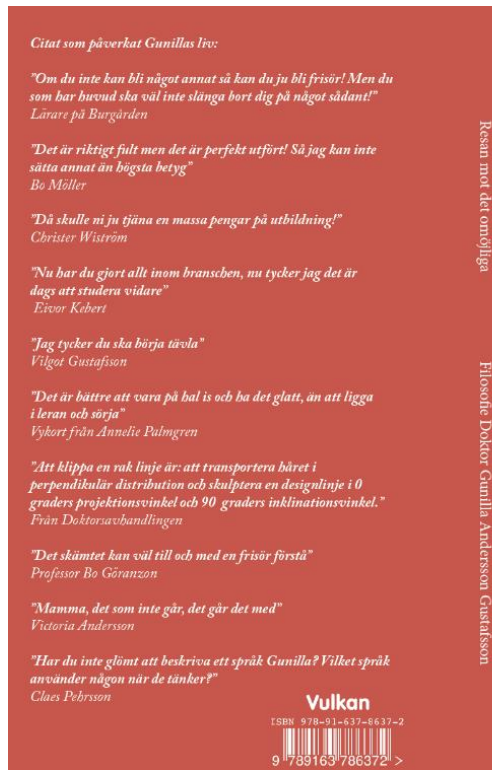 Citat som påverkat Gunillas liv:
"Om du inte kan bli något annat så kan du ju bli frisör! Men du
som har huvud ska väl inte slänga bort dig på något sådant!"
Lärare på Burgården
"Det är riktigt fult men det är perfekt utfört! Så jag kan inte
sätta annat än högsta betyg"
Bo Möller
"Då skulle ni ju tjäna en massa pengar på utbildning!"
Christer Wiström
"Nu har du gjort allt inom branschen, nu tycker jag det är
dags att studera vidare"
Eivor Kebert
"Jag tycker du ska börja tävla"
Vilgot Gustafsson
"Det är bättre att vara på hal is och ha det glatt, än att ligga
i leran och sörja"
Vykort från Annelie Palmgren
"Att klippa en rak linje är: att transportera håret i
perpendikulär distribution och skulptera en designlinje i 0
graders projektionsvinkel och 90 graders inklinationsvinkel."
Från Doktorsavhandlingen
"Det skämtet kan väl till och med en frisör förstå"
Professor Bo Göranzon
"Mamma, det som inte går, det går det med"
Victoria Andersson
"Har du inte glömt att beskriva ett språk Gunilla? Vilket språk
använder någon när de tänker?"
Claes Pehrsson
Vulkan
ISBN 978-91-637-8637-2
9 789163 786372 >
Resan mot det omöjliga
Filosofie Doktor Gunilla Andersson Gustafsson